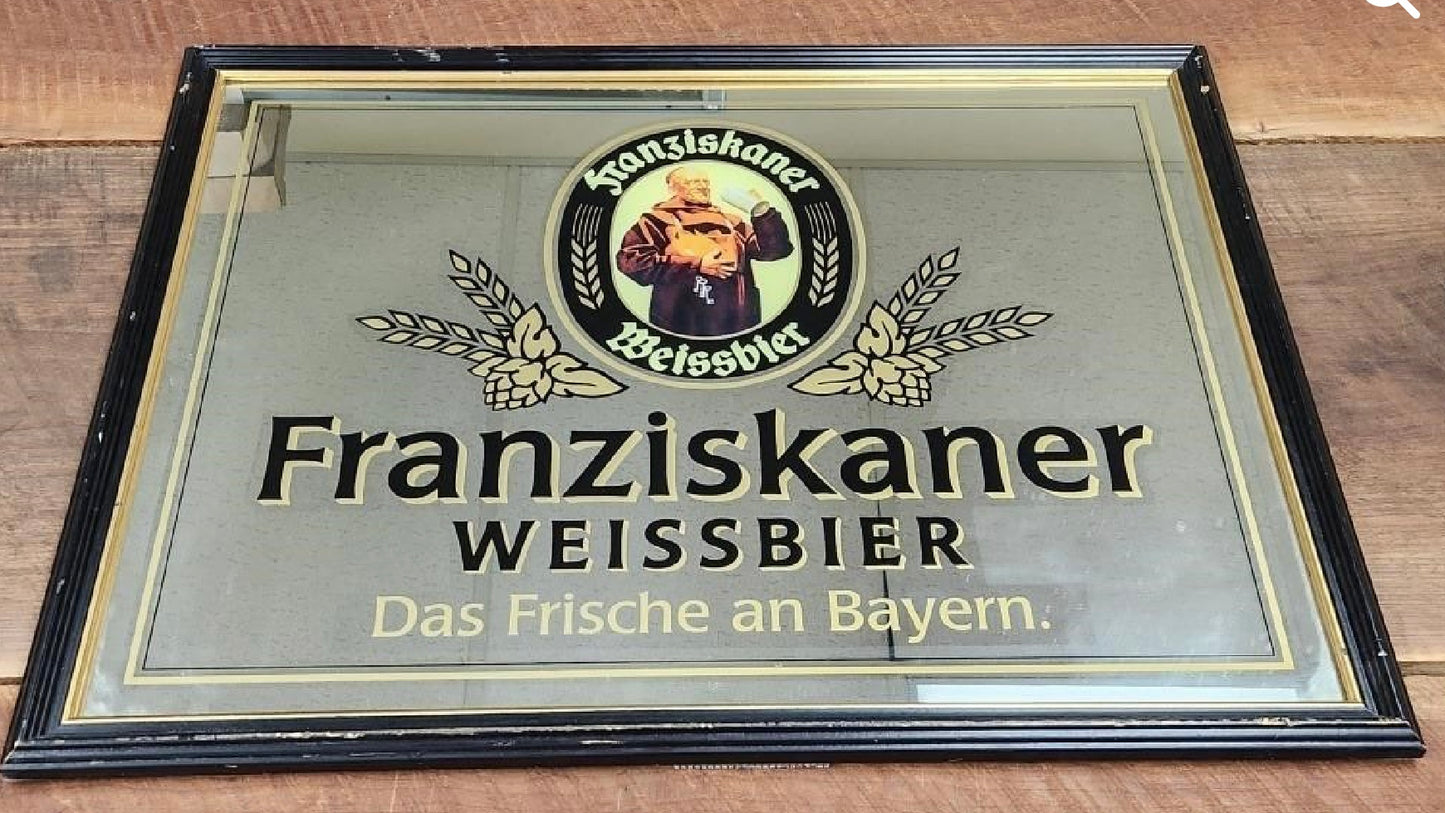 Franziskaner
Weissbier
Franziskaner
WEISSBIER
Das Frische an Bayern.